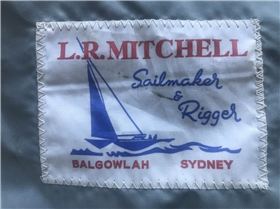 L.R.MITCHELL
Sailmaker
&
Rigger
BALGOWLAH SYDNEY